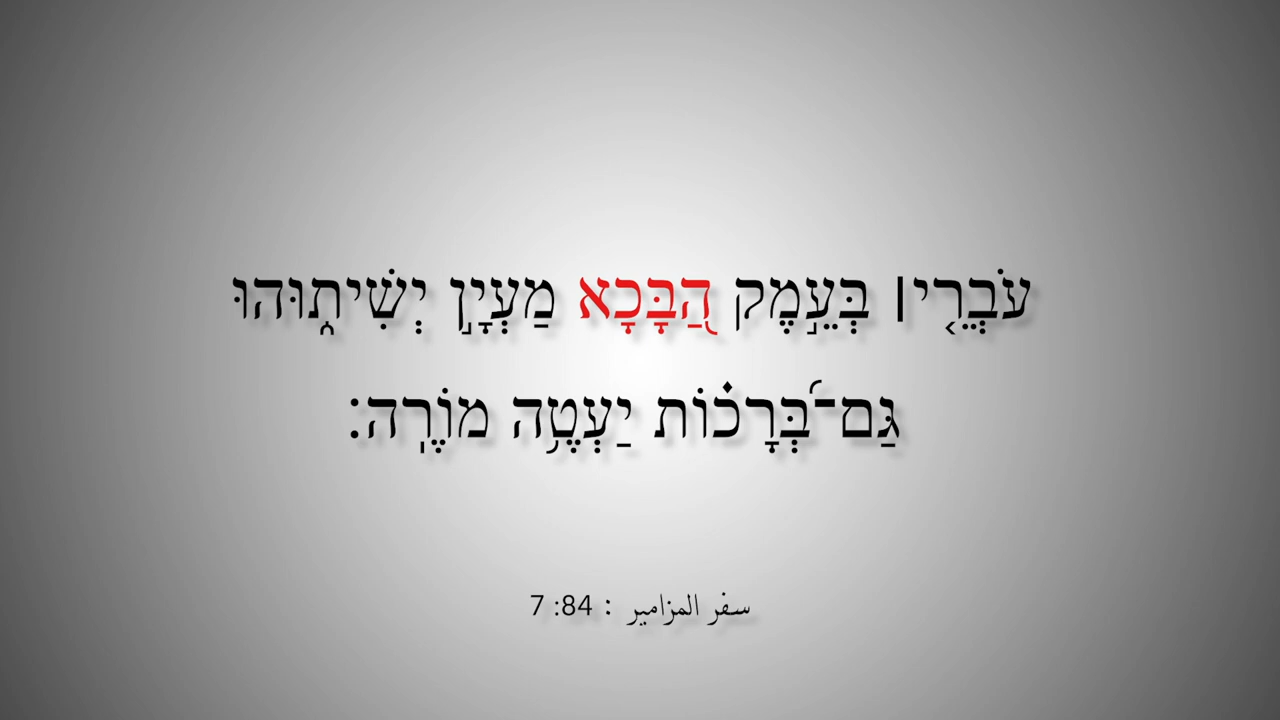 עֹבְרֵ֤י׀ בְּעֵ֣מֶק הַ֭בָּכָא מַעְיָ֣ן יְשִׁית֑וּהוּ
גַּם־בְּ֝רָכ֗וֹת יַעְטֶ֥ה מוֹרֶֽה׃
سفر المزامير : 84: 7